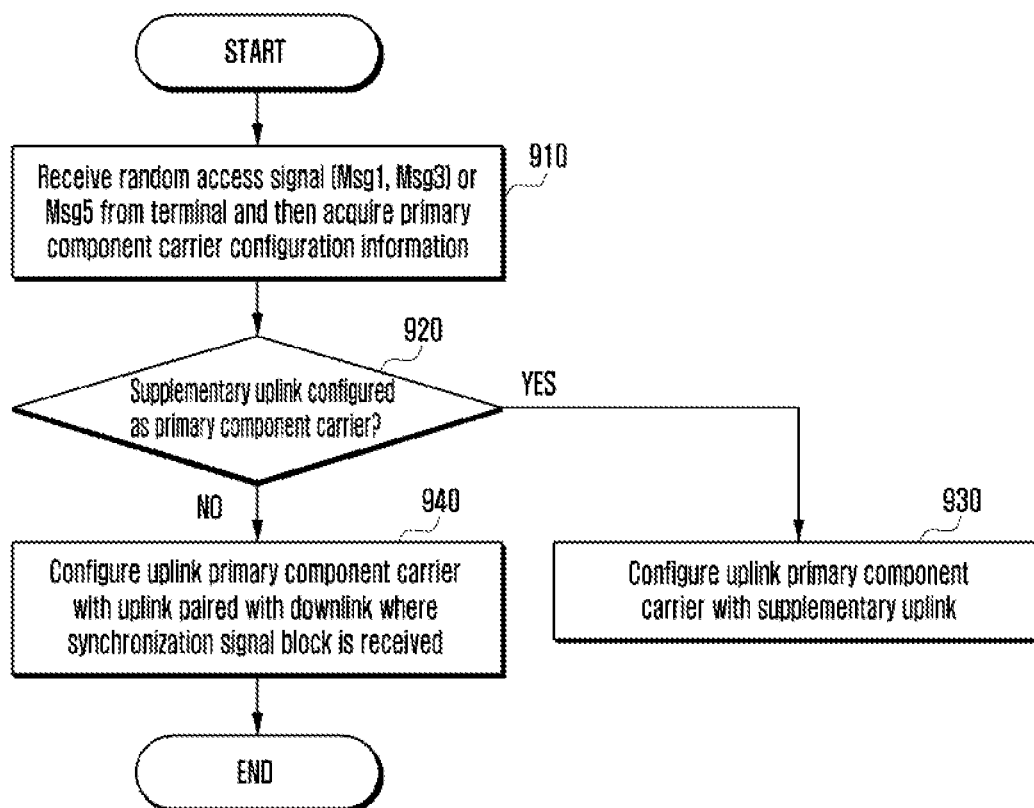 START
910
Receive random access signal (Msg1, Msg3) or
Msg5 from terminal and then acquire primary
component carrier configuration information
920
Supplementary uplink configured
as primary component carrier?
YES
NO
940
Configure uplink primary component carrier
with uplink paired with downlink where
synchronization signal block is received
930
Configure uplink primary component
carrier with supplementary uplink
END